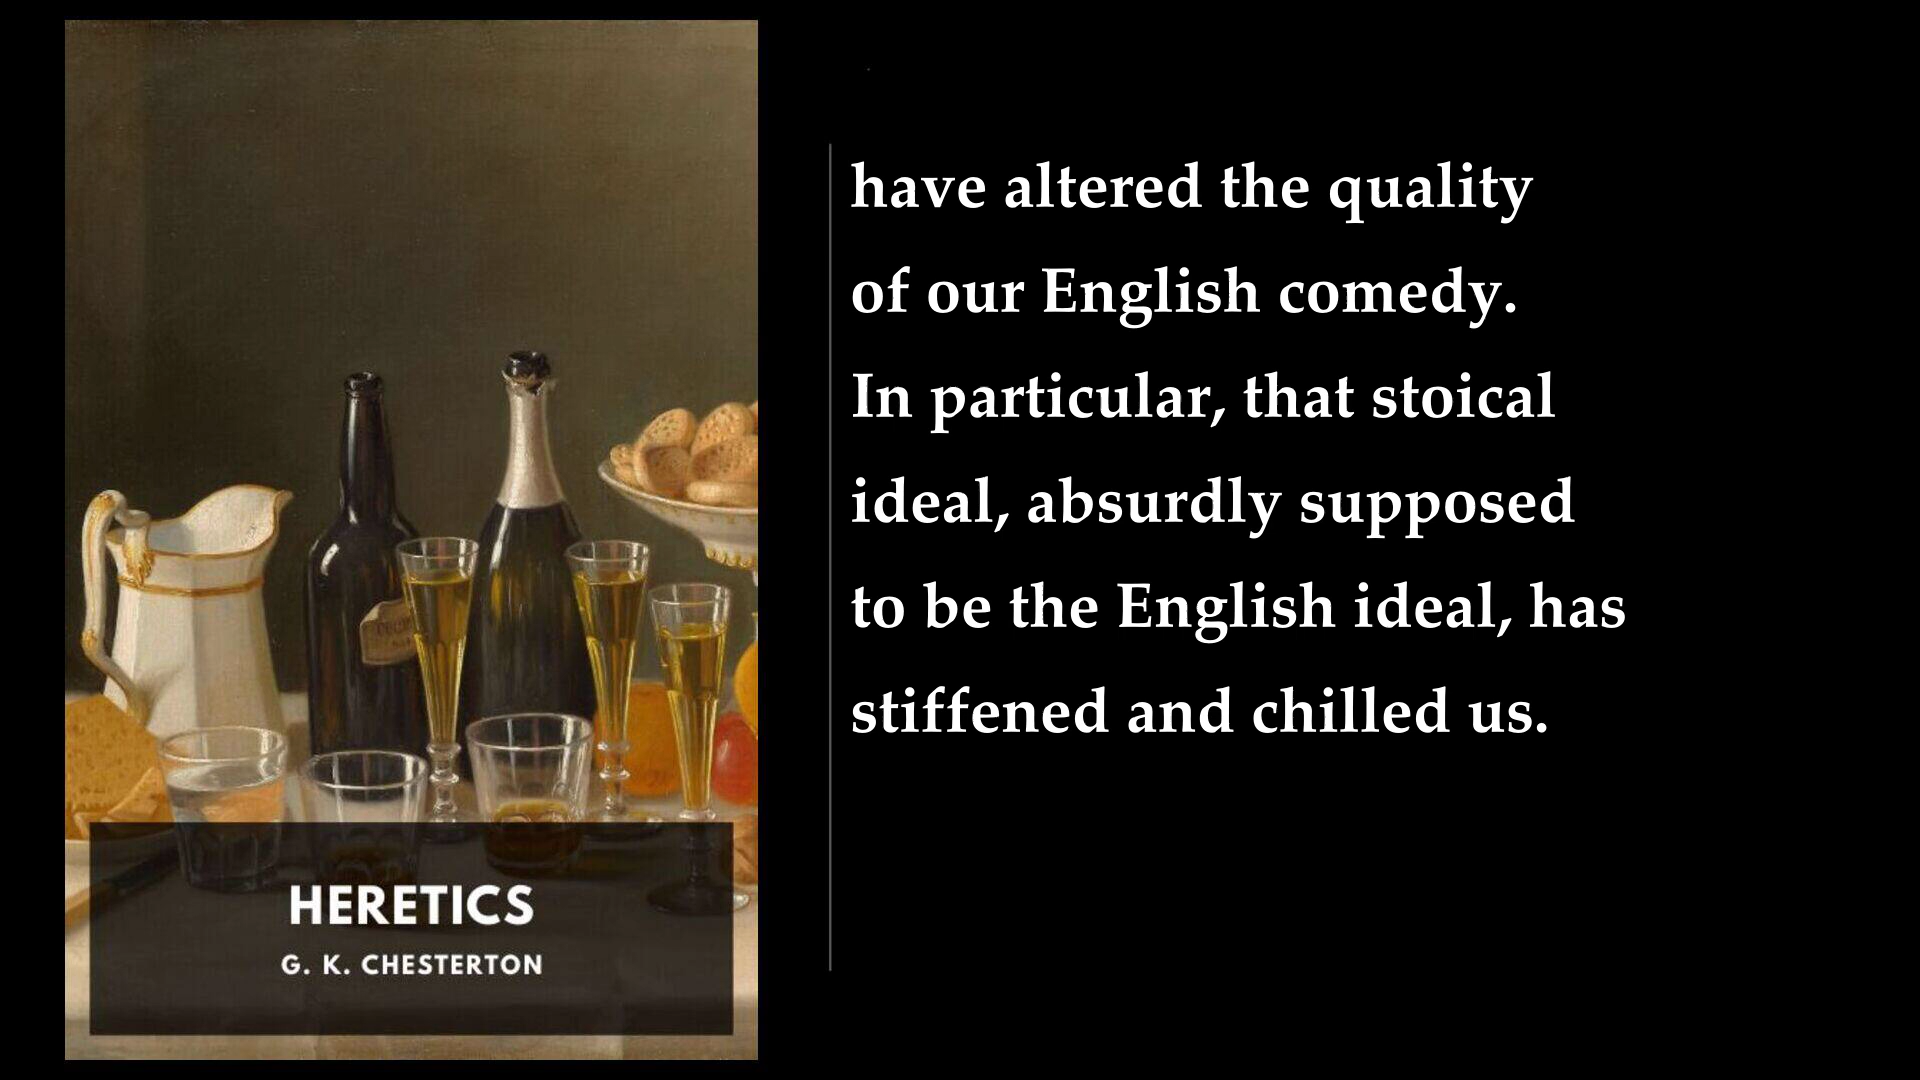 HERETICS
G. K. CHESTERTON
have altered the quality
of our English comedy.
In particular, that stoical
ideal, absurdly supposed
to be the English ideal, has
stiffened and chilled us.